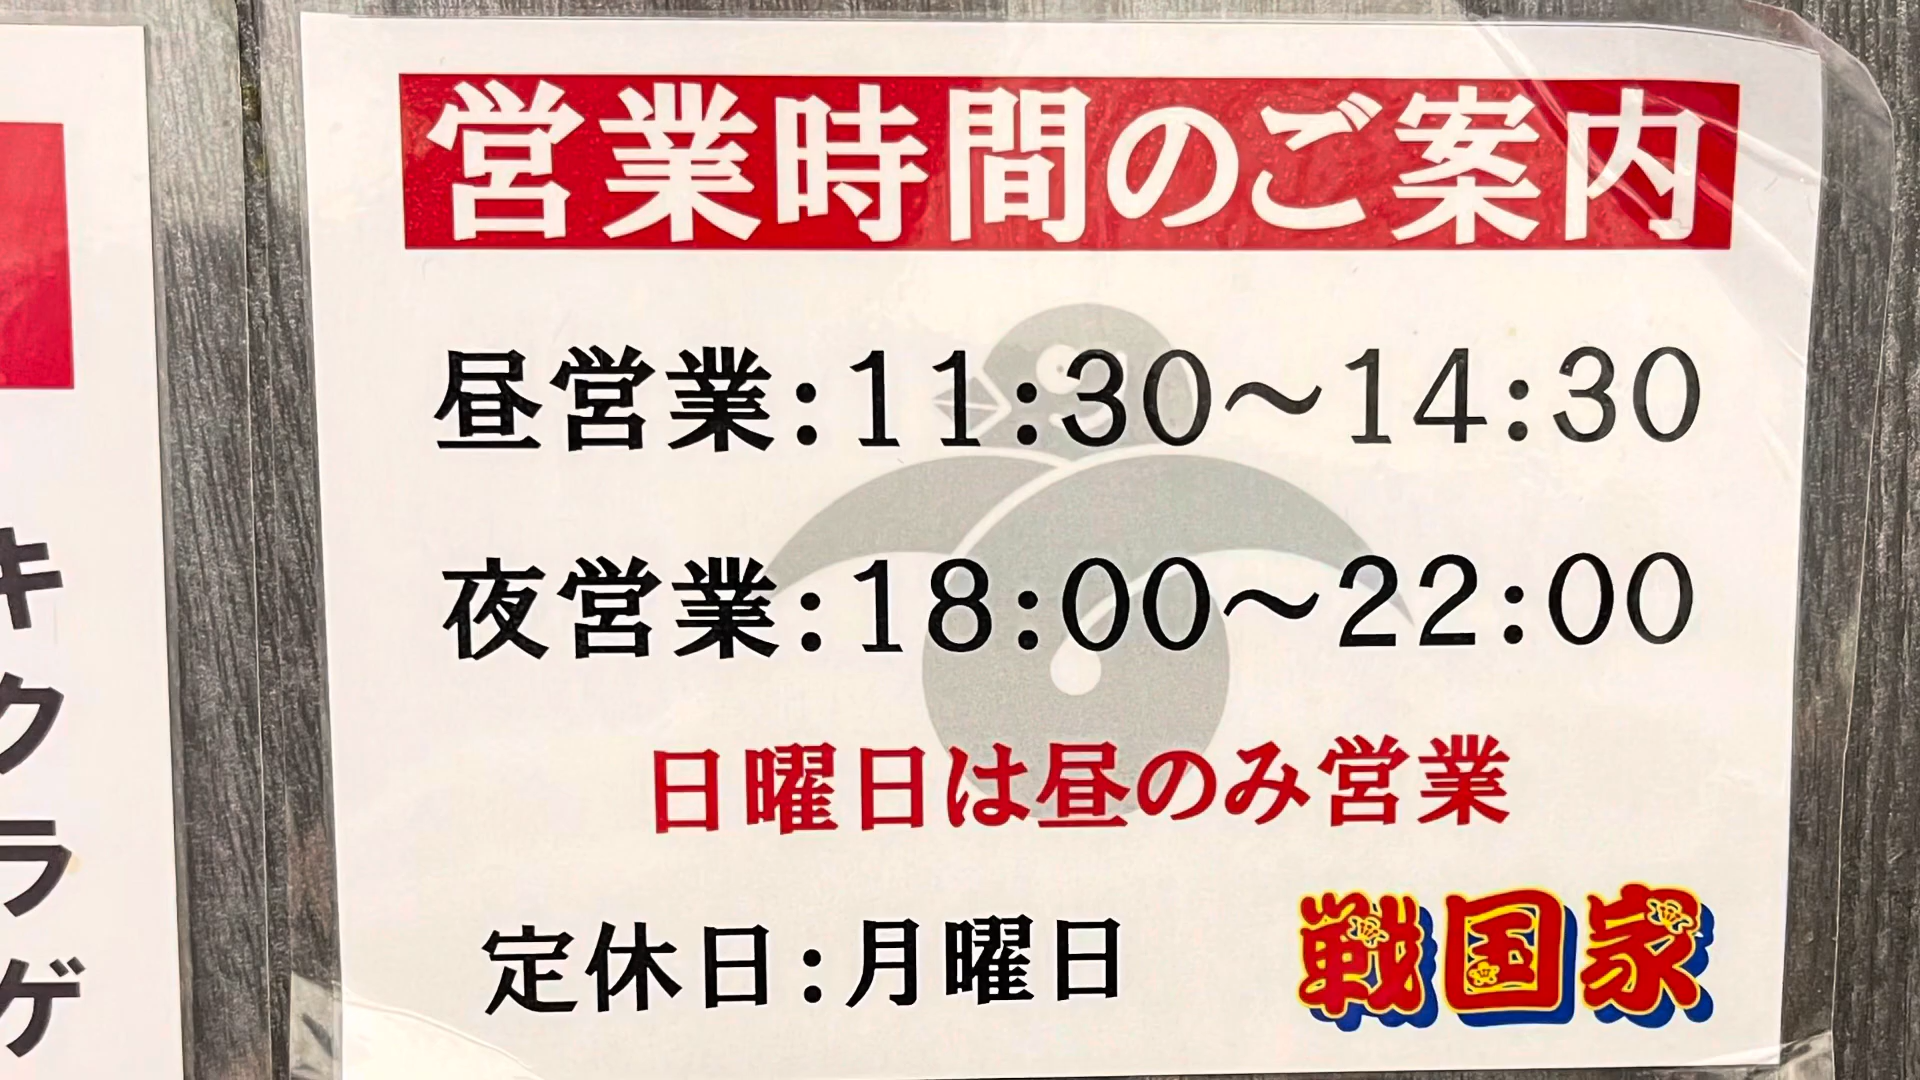 営業時間のご案内
昼営業:11:30〜14:30
夜営業:18:00〜22:00
日曜日は昼のみ営業
定休日:月曜日
戦国家
キクラゲ